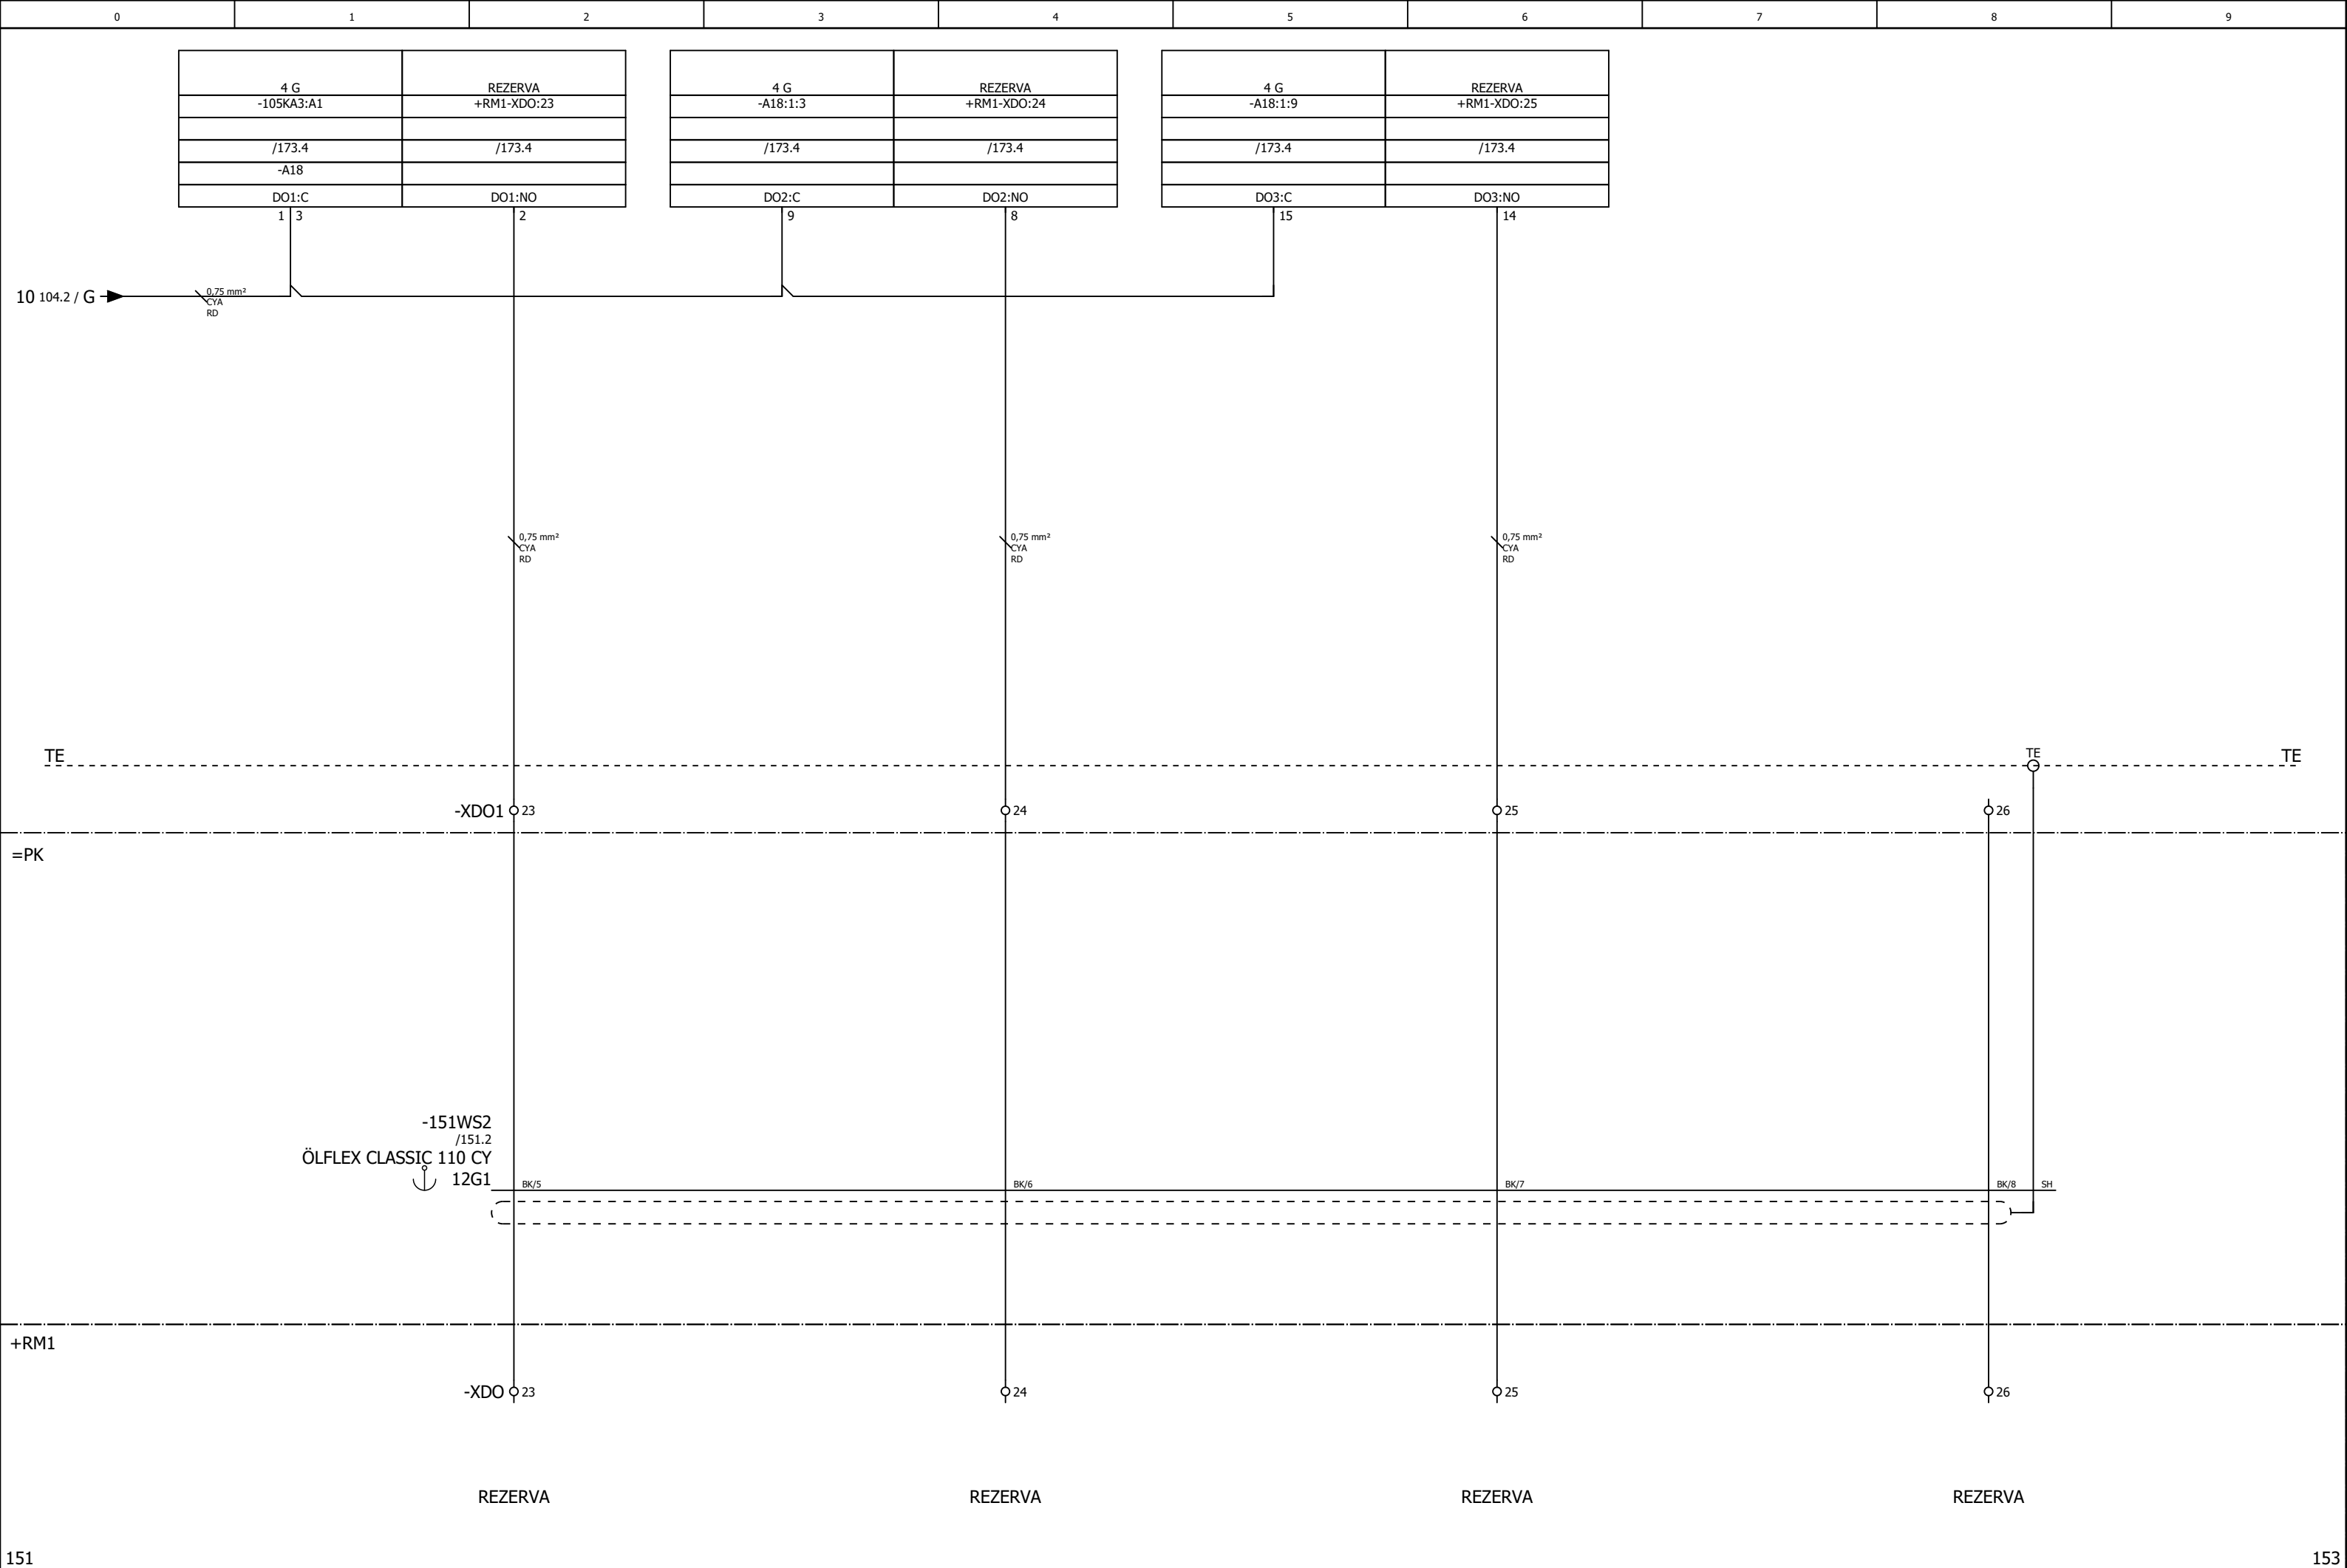 0 1 2 3 4 5 6 7 8 9
4 G REZERVA 4 G REZERVA 4 G REZERVA
-105KA3:A1 +RM1-XDO:23 -A18:1:3 +RM1-XDO:24 -A18:1:9 +RM1-XDO:25
/173.4 /173.4 /173.4 /173.4 /173.4 /173.4
-A18
DO1:C DO1:NO DO2:C DO2:NO DO3:C DO3:NO
1 3 2 9 8 15 14
10 104.2 / G
0,75 mm²
CYA
RD
0,75 mm² 0,75 mm² 0,75 mm²
CYA CYA CYA
RD RD RD
TE TE TE
-XDO1 23 24 25 26
=PK
-151WS2
/151.2
ÖLFLEX CLASSIC 110 CY
12G1 BK/5 BK/6 BK/7 BK/8 SH
+RM1
-XDO 23 24 25 26
REZERVA REZERVA REZERVA REZERVA
151 153